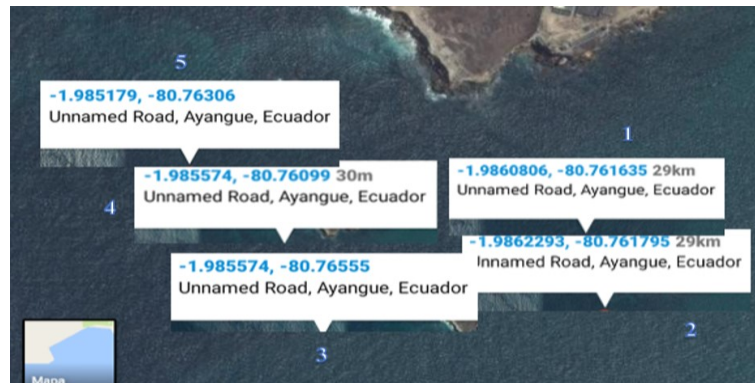 5
-1.985179, -80.76306
Unnamed Road, Ayangue, Ecuador
1
-1.985574, -80.76099 30m
Unnamed Road, Ayangue, Ecuador
-1.9860806, -80.761635 29km
Unnamed Road, Ayangue, Ecuador
4
-1.9862293, -80.761795 29km
Unnamed Road, Ayangue, Ecuador
-1.985574, -80.76555
Unnamed Road, Ayangue, Ecuador
2
3
Mapa